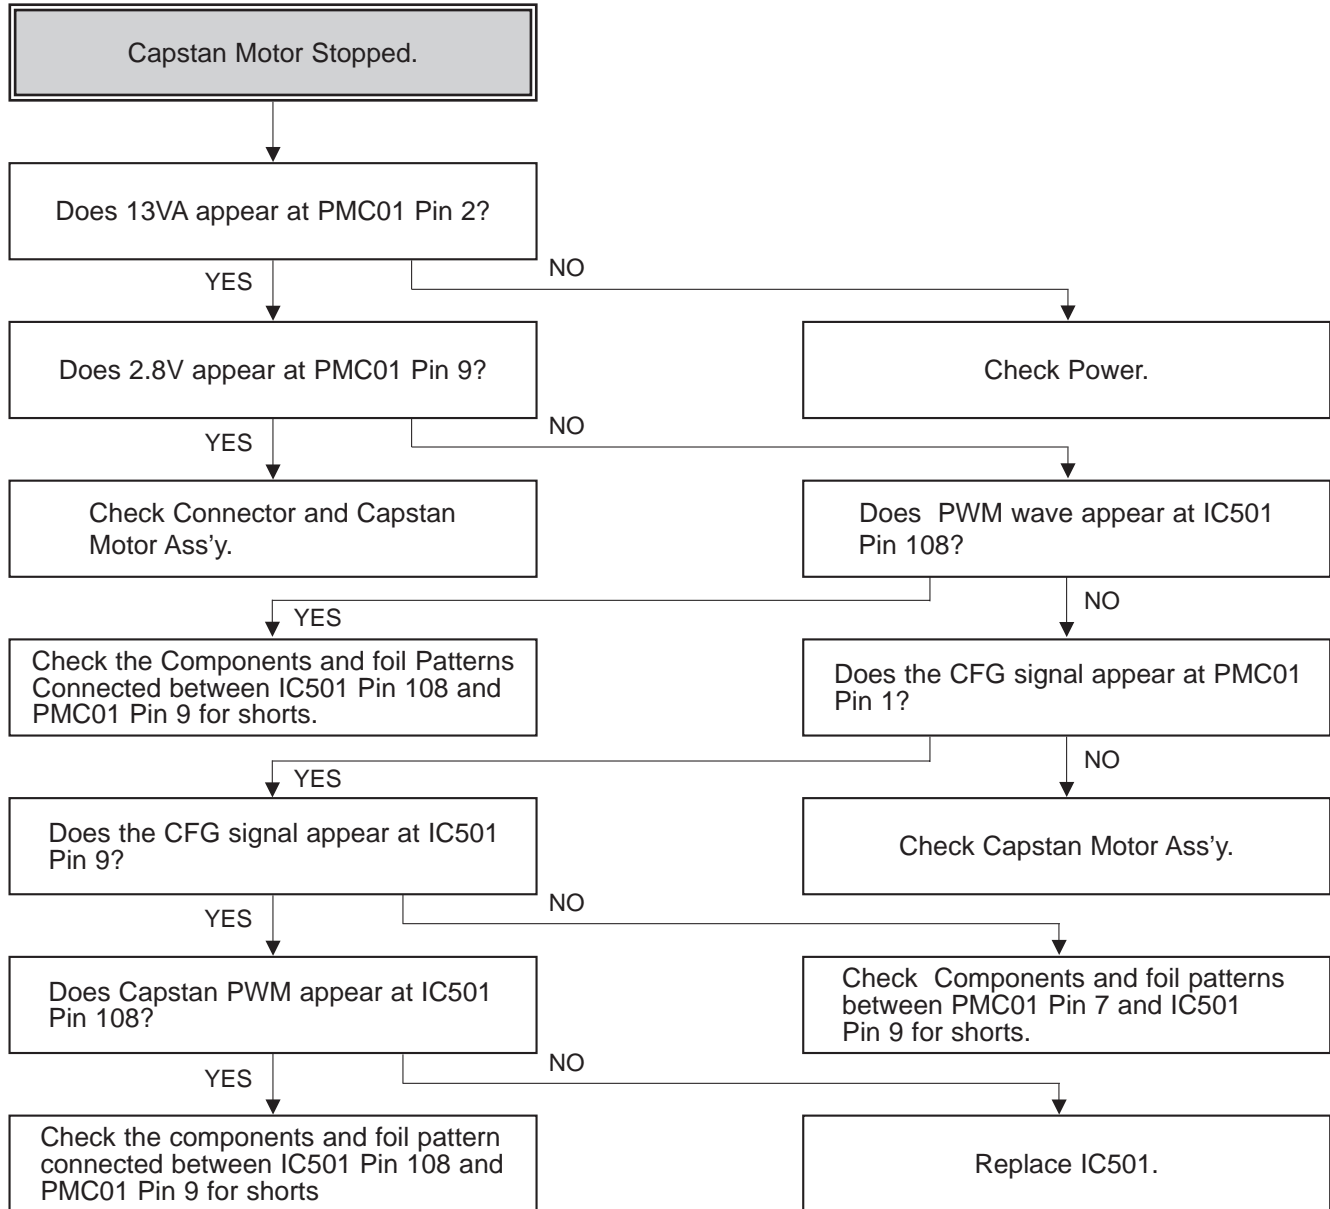 Capstan Motor Stopped.
Does 13VA appear at PMC01 Pin 2?
YES
NO
Does 2.8V appear at PMC01 Pin 9?
Check Power.
YES
NO
Check Connector and Capstan
Motor Ass'y.
Does PWM wave appear at IC501
Pin 108?
YES
NO
Check the Components and foil Patterns
Connected between IC501 Pin 108 and
PMC01 Pin 9 for shorts.
Does the CFG signal appear at PMC01
Pin 1?
YES
NO
Does the CFG signal appear at IC501
Pin 9?
Check Capstan Motor Ass'y.
YES
NO
Does Capstan PWM appear at IC501
Pin 108?
Check Components and foil patterns
between PMC01 Pin 7 and IC501
Pin 9 for shorts.
YES
NO
Check the components and foil pattern
connected between IC501 Pin 108 and
PMC01 Pin 9 for shorts
Replace IC501.